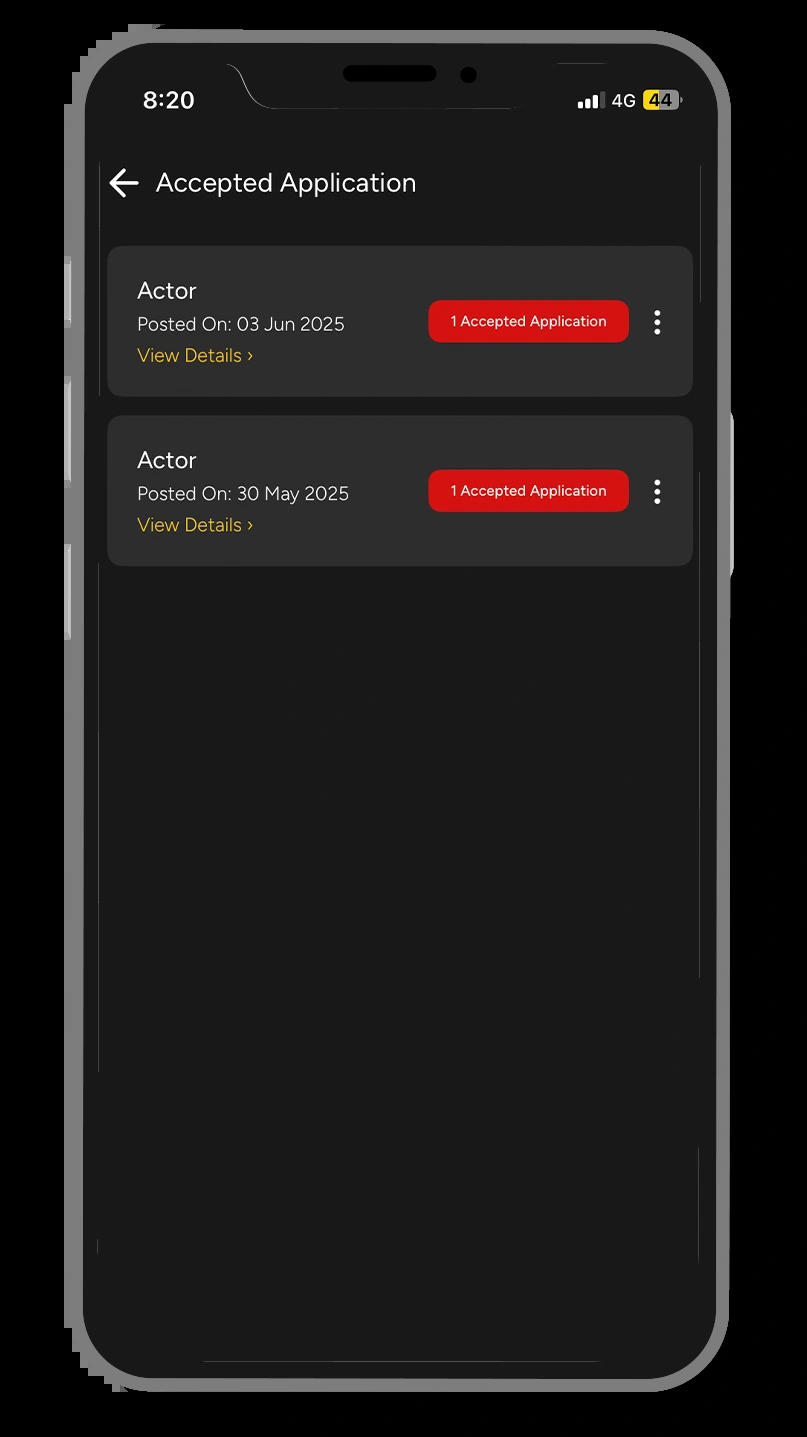 8:20
4G 44
Accepted Application
Actor
Posted On: 03 Jun 2025
1 Accepted Application
View Details ›
Actor
Posted On: 30 May 2025
1 Accepted Application
View Details ›